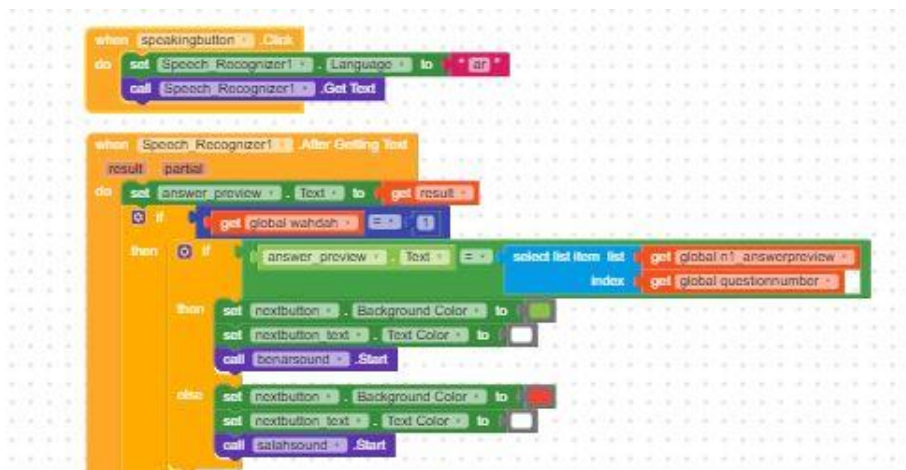 when speakingbutton .Click
do set Speech_Recognizer1 . Language to " ar "
call Speech_Recognizer1 .Get Text
when Speech_Recognizer1 .After Getting Text
result partial
do set answer_preview . Text to get result
if get global wahdah = 1
then if answer_preview . Text = select list item list get global n1_answerpreview
index get global questionnumber
then set nextbutton . Background Color to
set nextbutton_text . Text Color to
call benarsound .Start
else set nextbutton . Background Color to
set nextbutton_text . Text Color to
call salahsound .Start